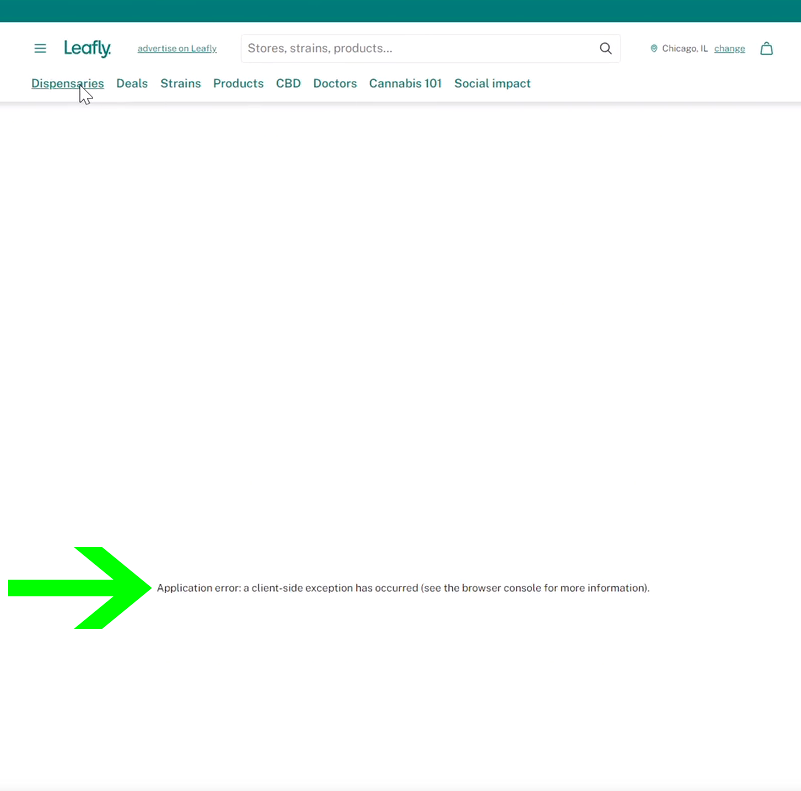 Leafly.
advertise on Leafly
Stores, strains, products...
Chicago, IL change
Dispensaries Deals Strains Products CBD Doctors Cannabis 101 Social impact
Application error: a client-side exception has occurred (see the browser console for more information).